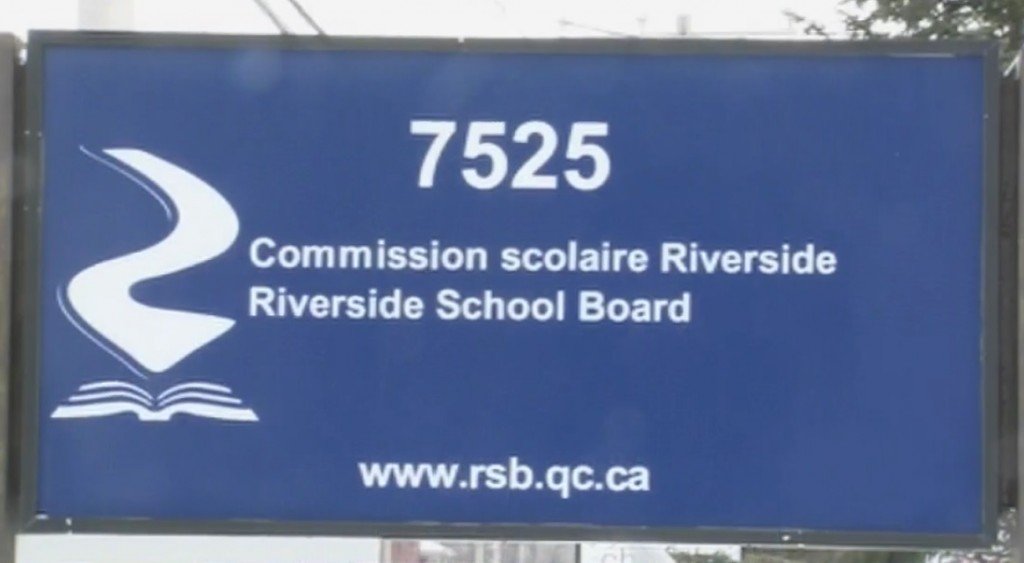 7525
Commission scolaire Riverside
Riverside School Board
www.rsb.qc.ca